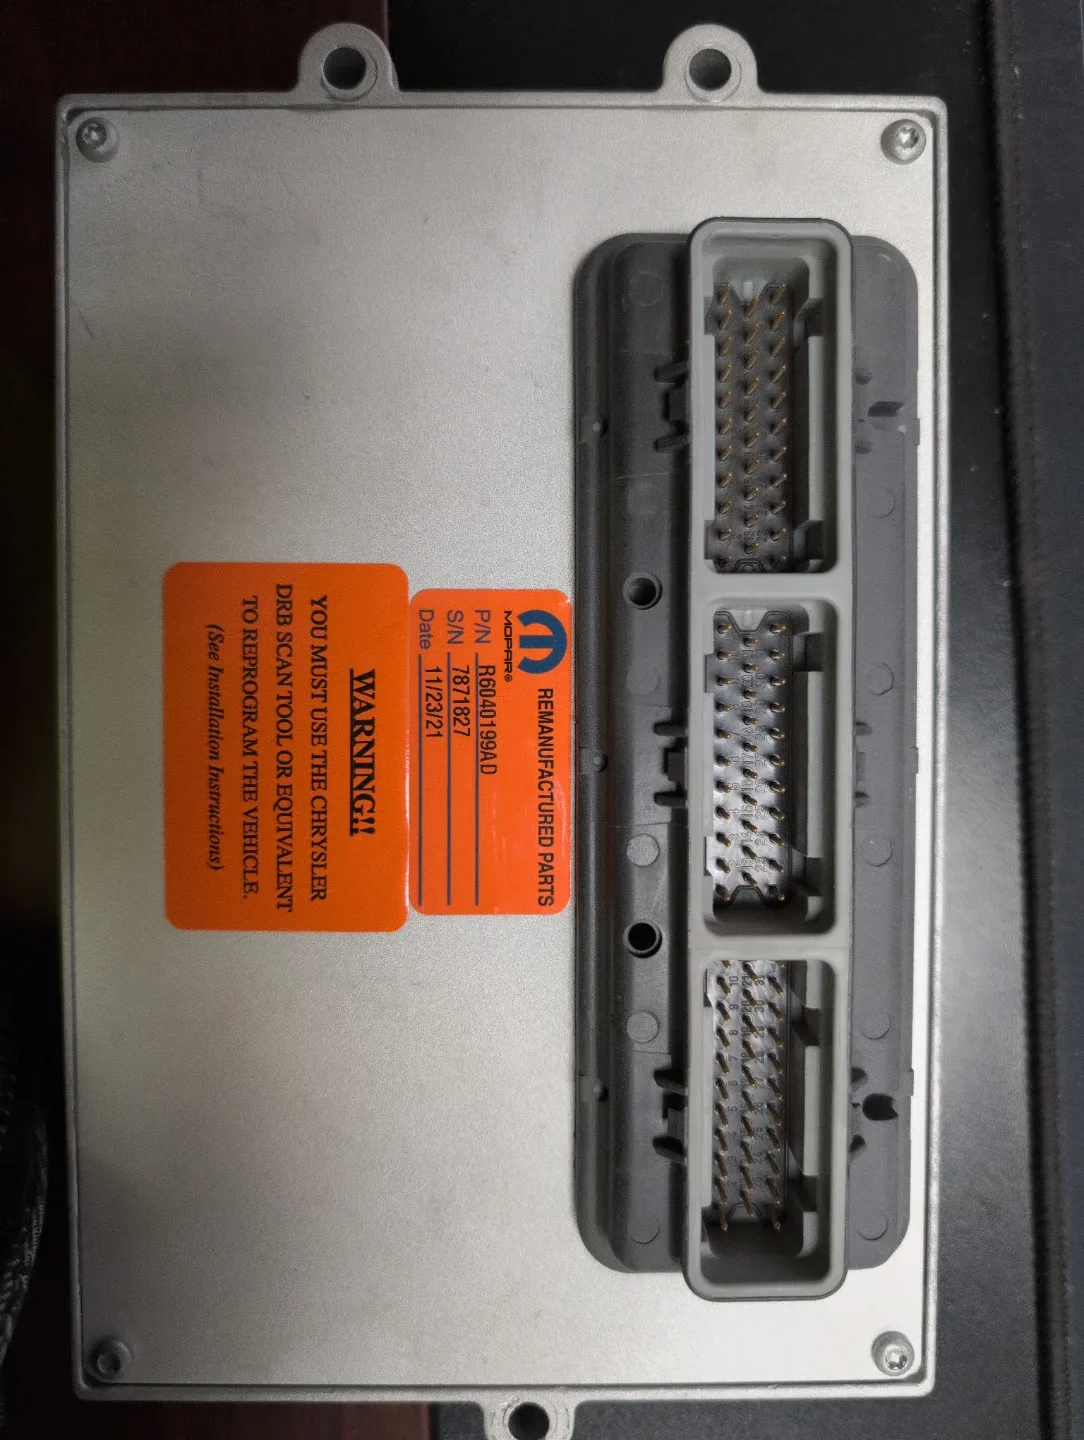 MOPAR®
REMANUFACTURED PARTS
P/N R6040199AD
S/N 7871827
Date 11/23/21
WARNING!!
YOU MUST USE THE CHRYSLER
DRB SCAN TOOL OR EQUIVALENT
TO REPROGRAM THE VEHICLE.
(See Installation Instructions)